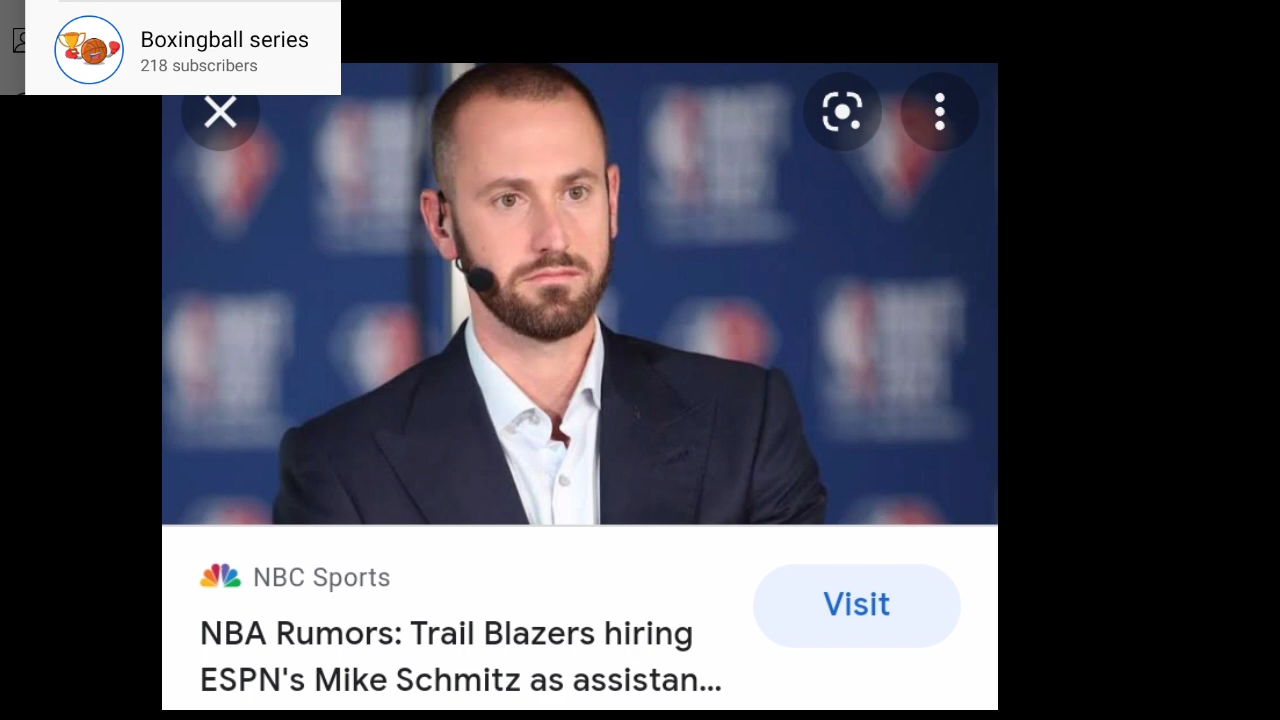 Boxingball series
218 subscribers
NBC Sports
Visit
NBA Rumors: Trail Blazers hiring
ESPN's Mike Schmitz as assistan...